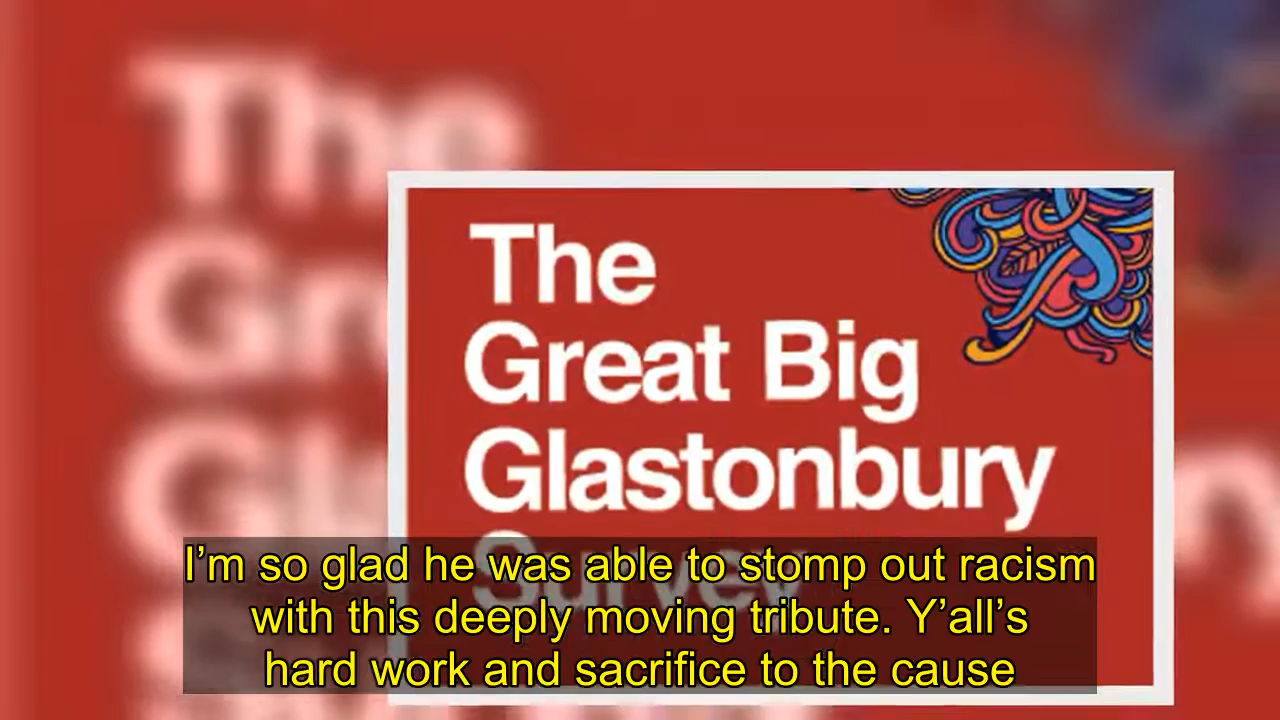 The
Great Big
Glastonbury
Survey
I’m so glad he was able to stomp out racism
with this deeply moving tribute. Y’all’s
hard work and sacrifice to the cause